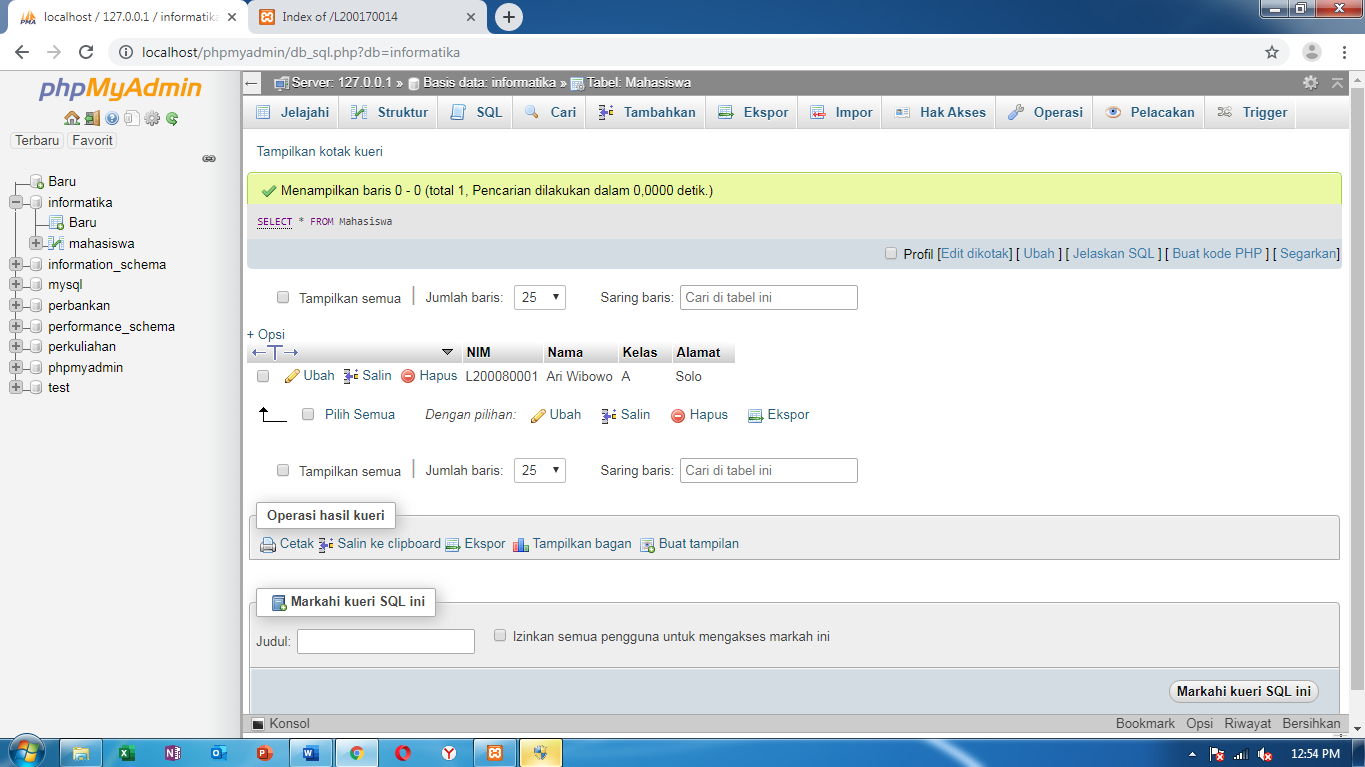 localhost / 127.0.0.1 / informatika
Index of /L200170014
localhost/phpmyadmin/db_sql.php?db=informatika
phpMyAdmin
Terbaru Favorit
Baru
informatika
Baru
mahasiswa
information_schema
mysql
perbankan
performance_schema
perkuliahan
phpmyadmin
test
Server: 127.0.0.1 » Basis data: informatika » Tabel: Mahasiswa
Jelajahi Struktur SQL Cari Tambahkan Ekspor Impor Hak Akses Operasi Pelacakan Trigger
Tampilkan kotak kueri
Menampilkan baris 0 - 0 (total 1, Pencarian dilakukan dalam 0,0000 detik.)
SELECT * FROM Mahasiswa
Profil [Edit dikotak] [ Ubah ] [ Jelaskan SQL ] [ Buat kode PHP ] [ Segarkan]
Tampilkan semua | Jumlah baris: 25 Saring baris: Cari di tabel ini
+ Opsi
←T→ NIM Nama Kelas Alamat
Ubah Salin Hapus L200080001 Ari Wibowo A Solo
Pilih Semua Dengan pilihan: Ubah Salin Hapus Ekspor
Tampilkan semua | Jumlah baris: 25 Saring baris: Cari di tabel ini
Operasi hasil kueri
Cetak Salin ke clipboard Ekspor Tampilkan bagan Buat tampilan
Markahi kueri SQL ini
Judul: Izinkan semua pengguna untuk mengakses markah ini
Markahi kueri SQL ini
Konsol Bookmark Opsi Riwayat Bersihkan
12:54 PM